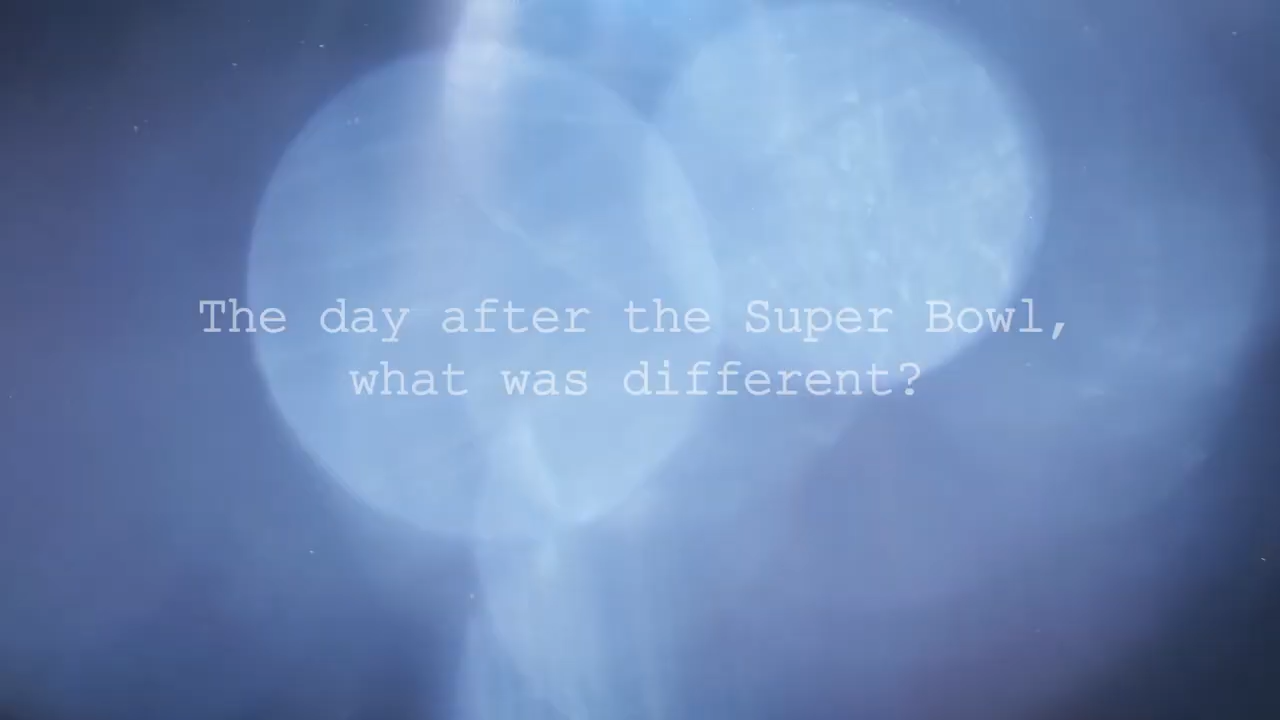 The day after the Super Bowl,
what was different?